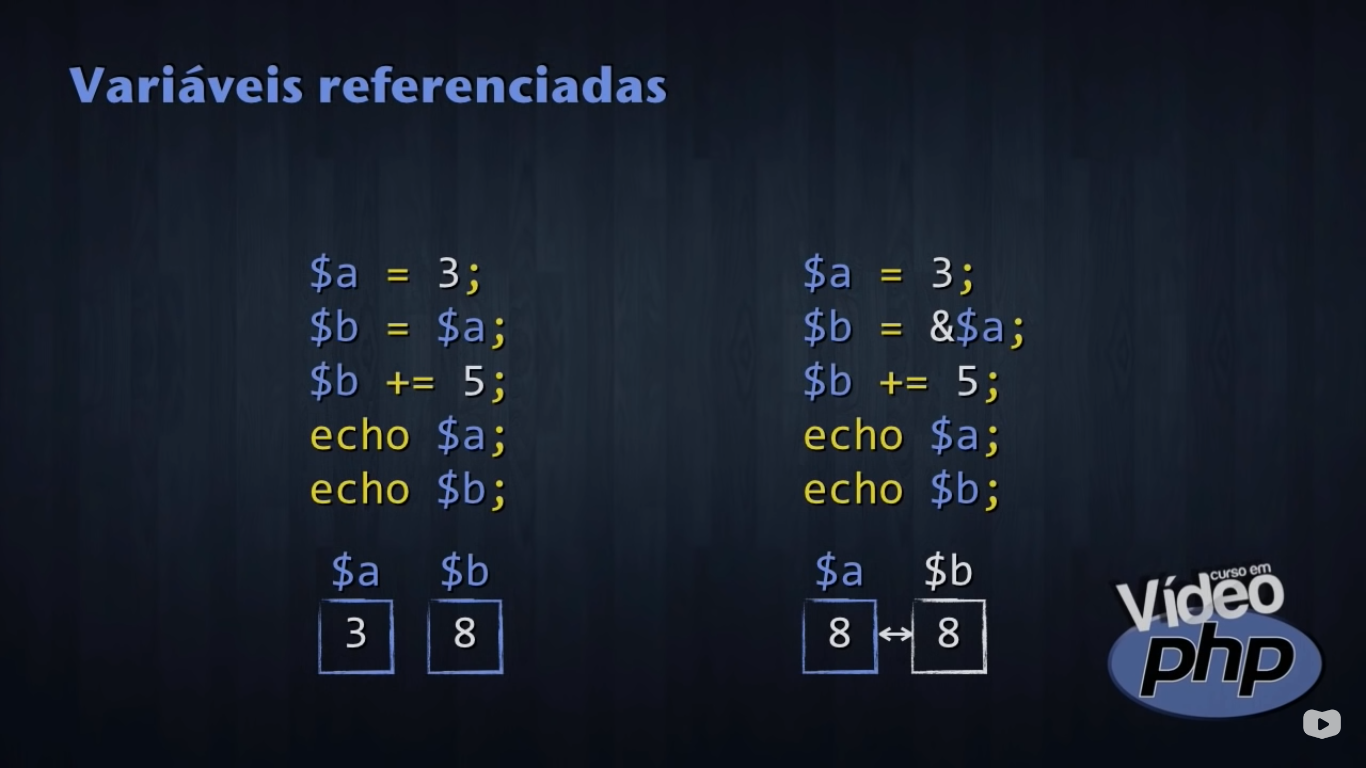 Variáveis referenciadas
$a = 3;
$b = $a;
$b += 5;
echo $a;
echo $b;
$a $b
3 8
$a = 3;
$b = &$a;
$b += 5;
echo $a;
echo $b;
$a $b
8 ↔ 8
curso em
Vídeo
php